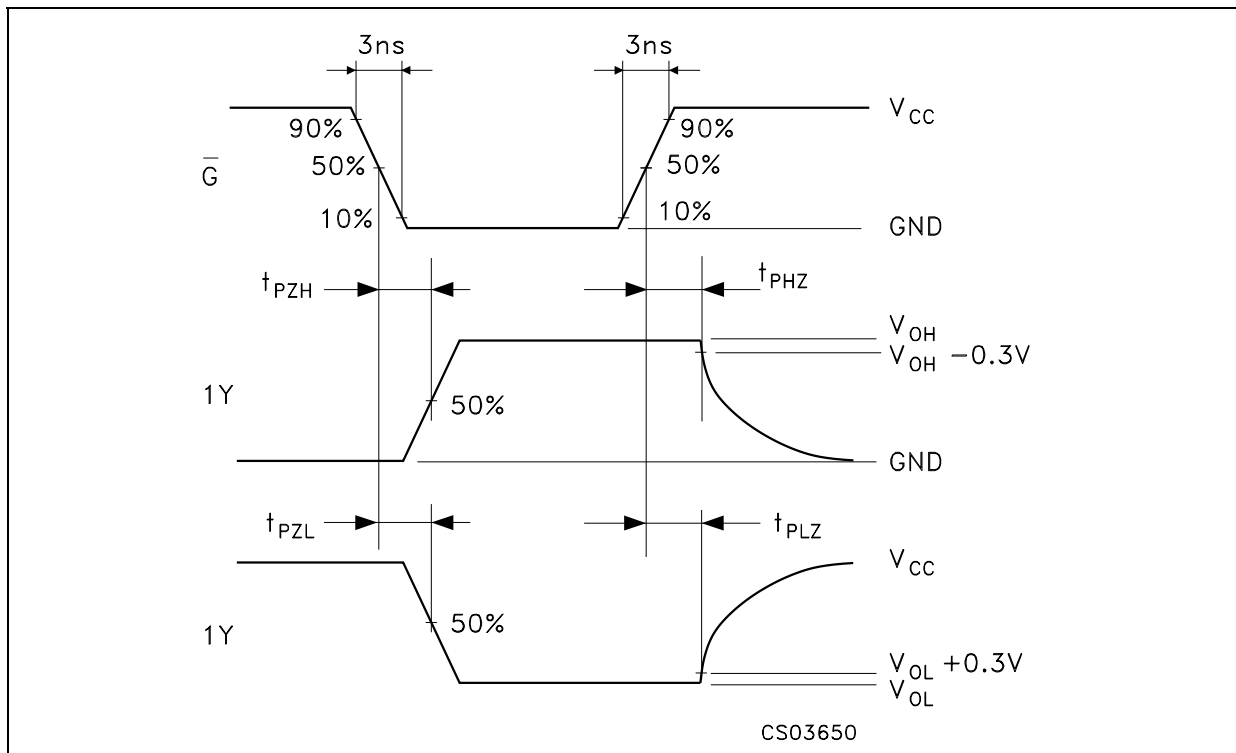 3ns 3ns
V_CC
90% 90%
G̅ 50% 50%
10% 10%
GND
t_PZH t_PHZ
V_OH
V_OH −0.3V
1Y 50%
GND
t_PZL t_PLZ
V_CC
50%
1Y
V_OL +0.3V
V_OL
CS03650